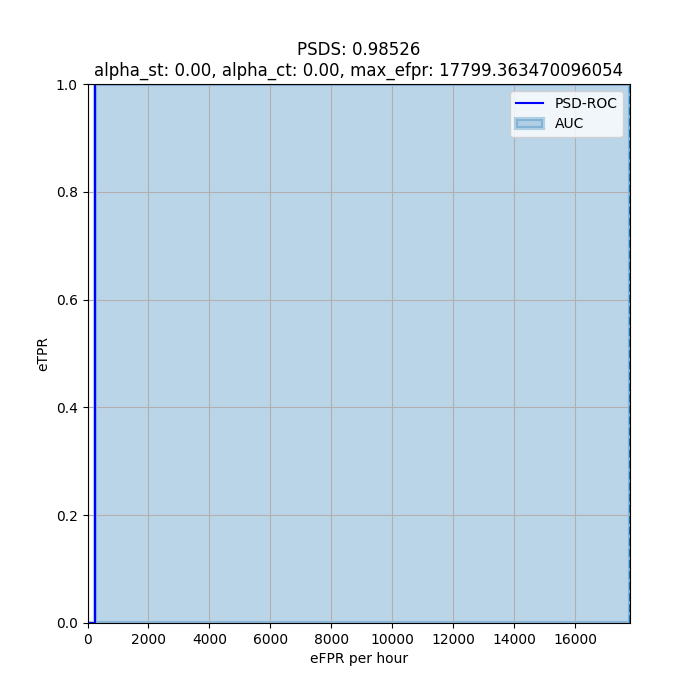 PSDS: 0.98526
alpha_st: 0.00, alpha_ct: 0.00, max_efpr: 17799.363470096054
PSD-ROC
AUC
eTPR
1.0
0.8
0.6
0.4
0.2
0.0
0 2000 4000 6000 8000 10000 12000 14000 16000
eFPR per hour